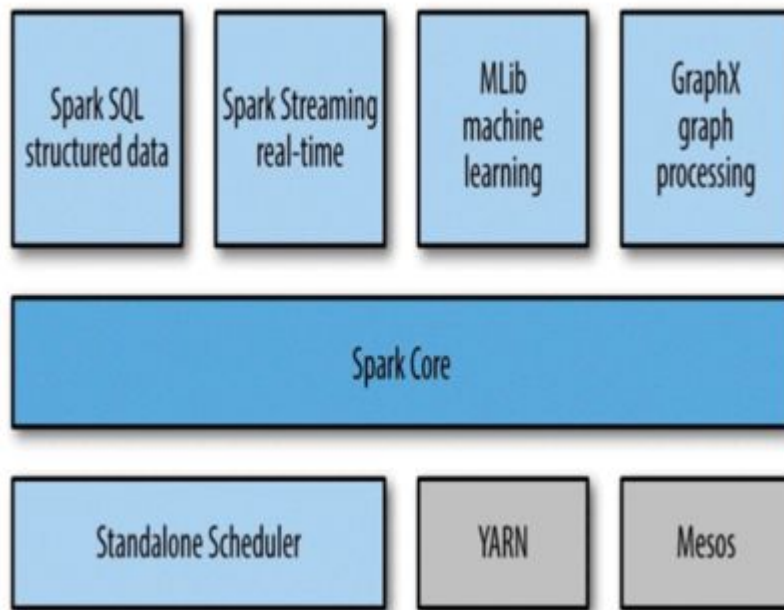 Spark SQL
structured data
Spark Streaming
real-time
MLib
machine
learning
GraphX
graph
processing
Spark Core
Standalone Scheduler
YARN
Mesos